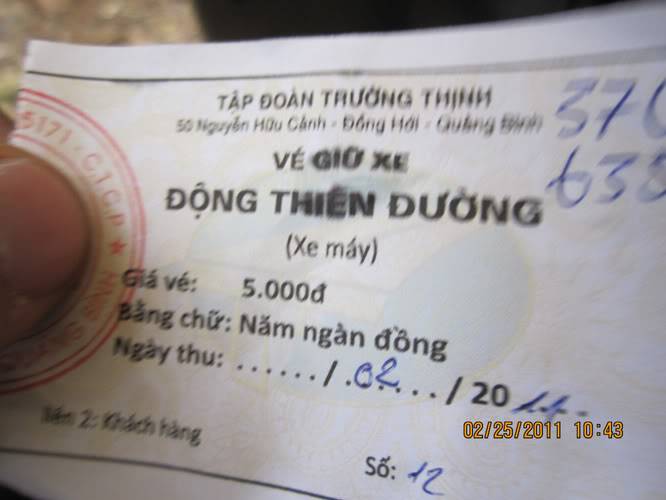 TẬP ĐOÀN TRƯỜNG THỊNH
50 Nguyễn Hữu Cảnh - Đồng Hới - Quảng Bình
VÉ GIỮ XE
ĐỘNG THIÊN ĐƯỜNG
(Xe máy)
Giá vé: 5.000đ
Bằng chữ: Năm ngàn đồng
Ngày thu: ....../.02..../ 20 11.
Liên 2: Khách hàng
Số: 12
5171 - C.T.C.P ★
02/25/2011 10:43